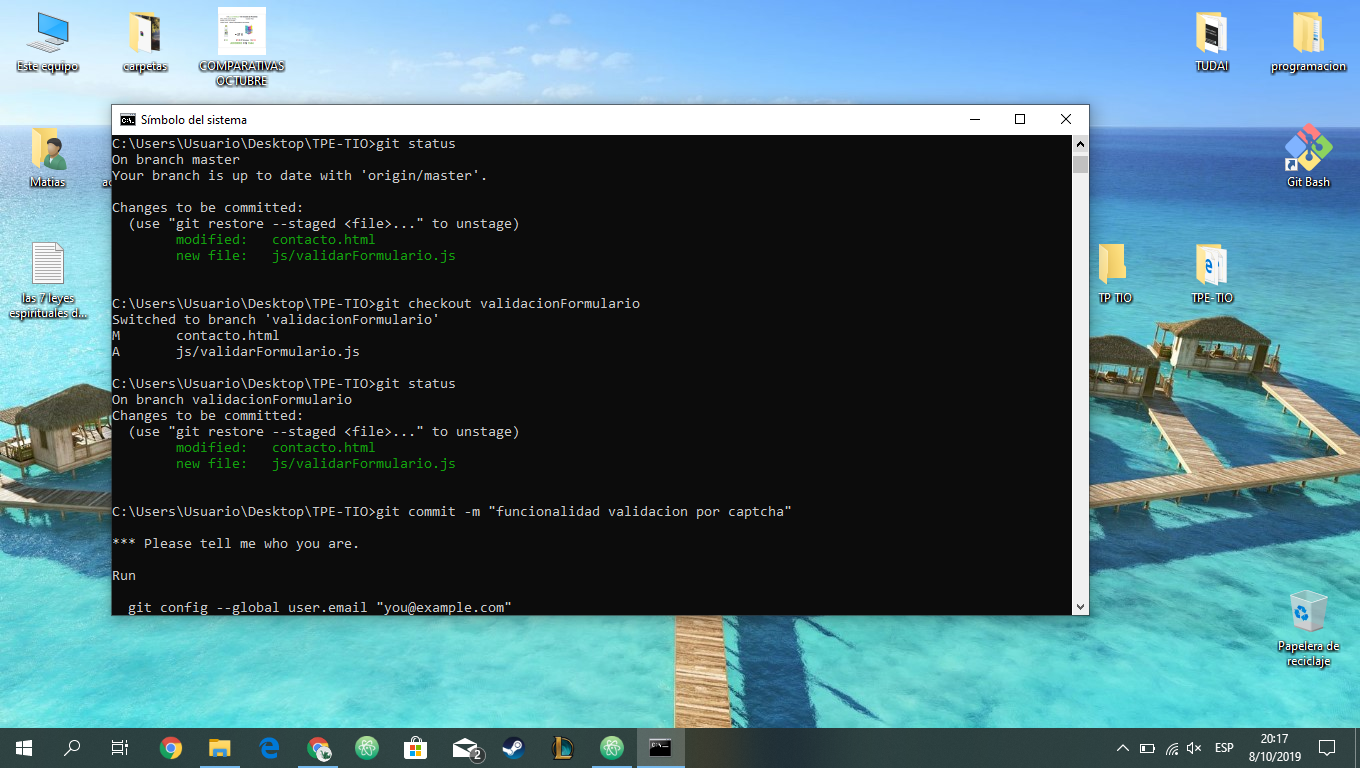 Este equipo
carpetas
COMPARATIVAS
OCTUBRE
TUDAI
programacion
Símbolo del sistema
C:\Users\Usuario\Desktop\TPE-TIO>git status
On branch master
Your branch is up to date with 'origin/master'.
Changes to be committed:
(use "git restore --staged <file>..." to unstage)
modified: contacto.html
new file: js/validarFormulario.js
C:\Users\Usuario\Desktop\TPE-TIO>git checkout validacionFormulario
Switched to branch 'validacionFormulario'
M contacto.html
A js/validarFormulario.js
C:\Users\Usuario\Desktop\TPE-TIO>git status
On branch validacionFormulario
Changes to be committed:
(use "git restore --staged <file>..." to unstage)
modified: contacto.html
new file: js/validarFormulario.js
C:\Users\Usuario\Desktop\TPE-TIO>git commit -m "funcionalidad validacion por captcha"
*** Please tell me who you are.
Run
git config --global user.email "you@example.com"
Matias
Git Bash
las 7 leyes
espirituales d...
TP TIO
TPE-TIO
Papelera de
reciclaje
2
ESP
20:17
8/10/2019